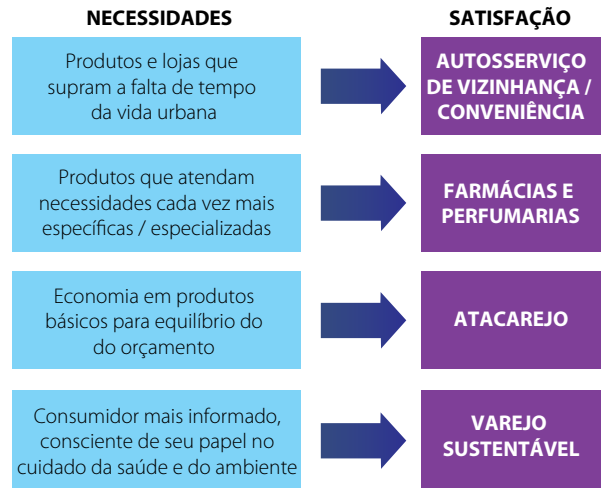 NECESSIDADES
SATISFAÇÃO
Produtos e lojas que
supram a falta de tempo
da vida urbana
AUTOSSERVIÇO
DE VIZINHANÇA /
CONVENIÊNCIA
Produtos que atendam
necessidades cada vez mais
específicas / especializadas
FARMÁCIAS E
PERFUMARIAS
Economia em produtos
básicos para equilíbrio do
do orçamento
ATACAREJO
Consumidor mais informado,
consciente de seu papel no
cuidado da saúde e do ambiente
VAREJO
SUSTENTÁVEL